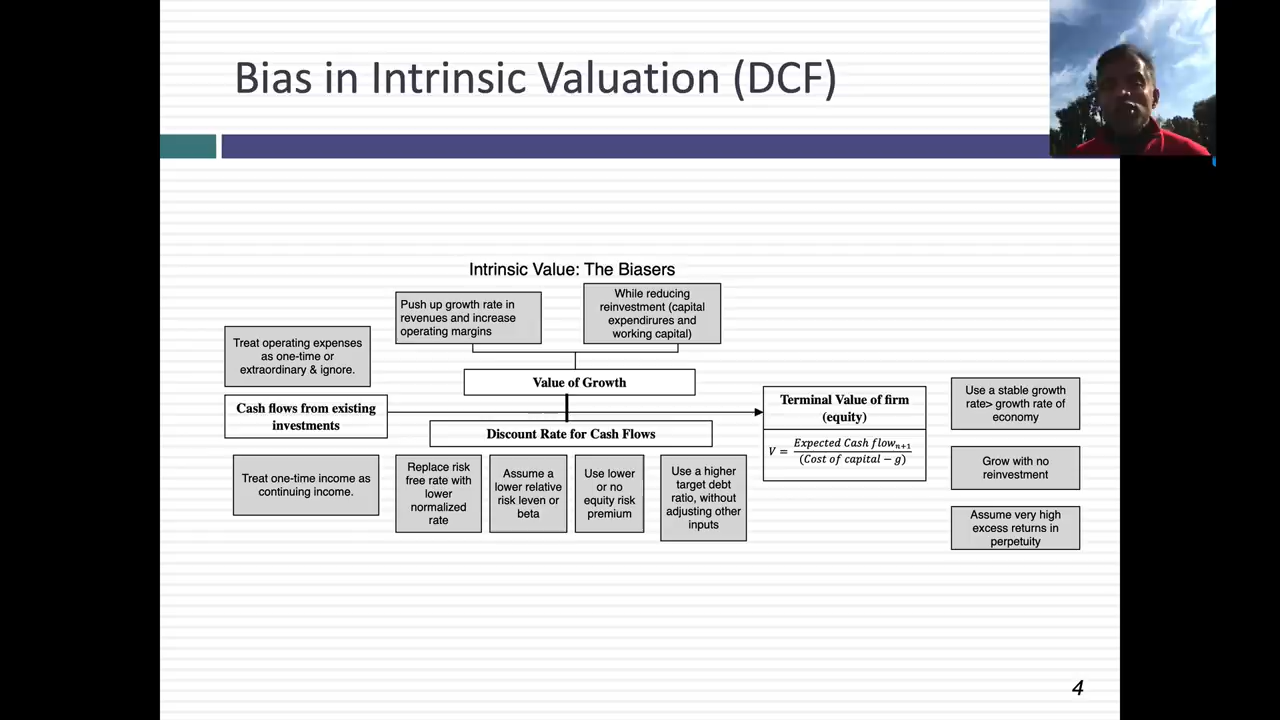 Bias in Intrinsic Valuation (DCF)
Intrinsic Value: The Biasers
Push up growth rate in
revenues and increase
operating margins
While reducing
reinvestment (capital
expendirures and
working capital)
Treat operating expenses
as one-time or
extraordinary & ignore.
Value of Growth
Cash flows from existing
investments
Discount Rate for Cash Flows
Treat one-time income as
continuing income.
Replace risk
free rate with
lower
normalized
rate
Assume a
lower relative
risk leven or
beta
Use lower
or no
equity risk
premium
Use a higher
target debt
ratio, without
adjusting other
inputs
Terminal Value of firm
(equity)
V = Expected Cash flow n+1
(Cost of capital − g)
Use a stable growth
rate> growth rate of
economy
Grow with no
reinvestment
Assume very high
excess returns in
perpetuity
4